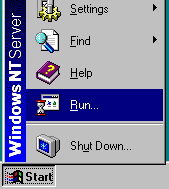 Windows NT Server
Settings
Find
Help
Run...
Shut Down...
Start